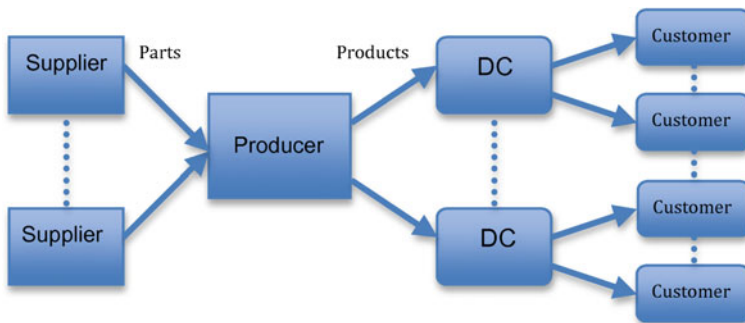 Supplier
Parts
Producer
Products
DC
Customer
Customer
Supplier
DC
Customer
Customer